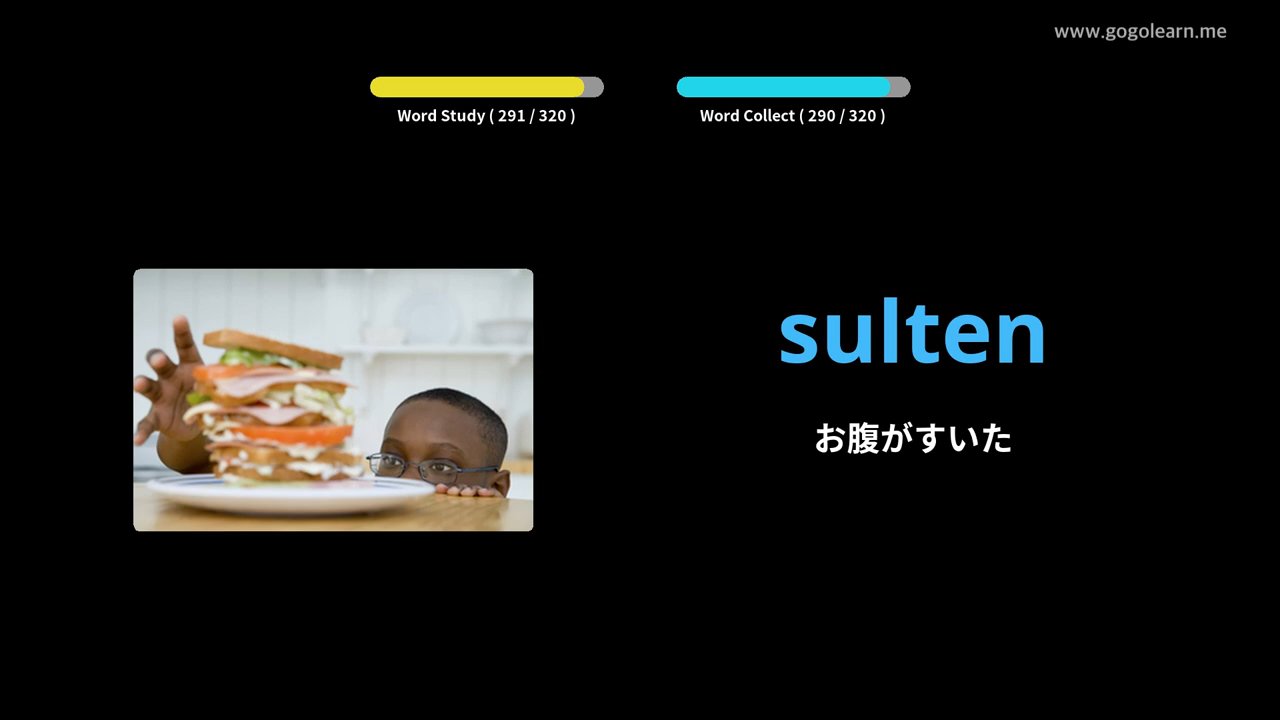 www.gogolearn.me
Word Study ( 291 / 320 )
Word Collect ( 290 / 320 )
sulten
お腹がすいた